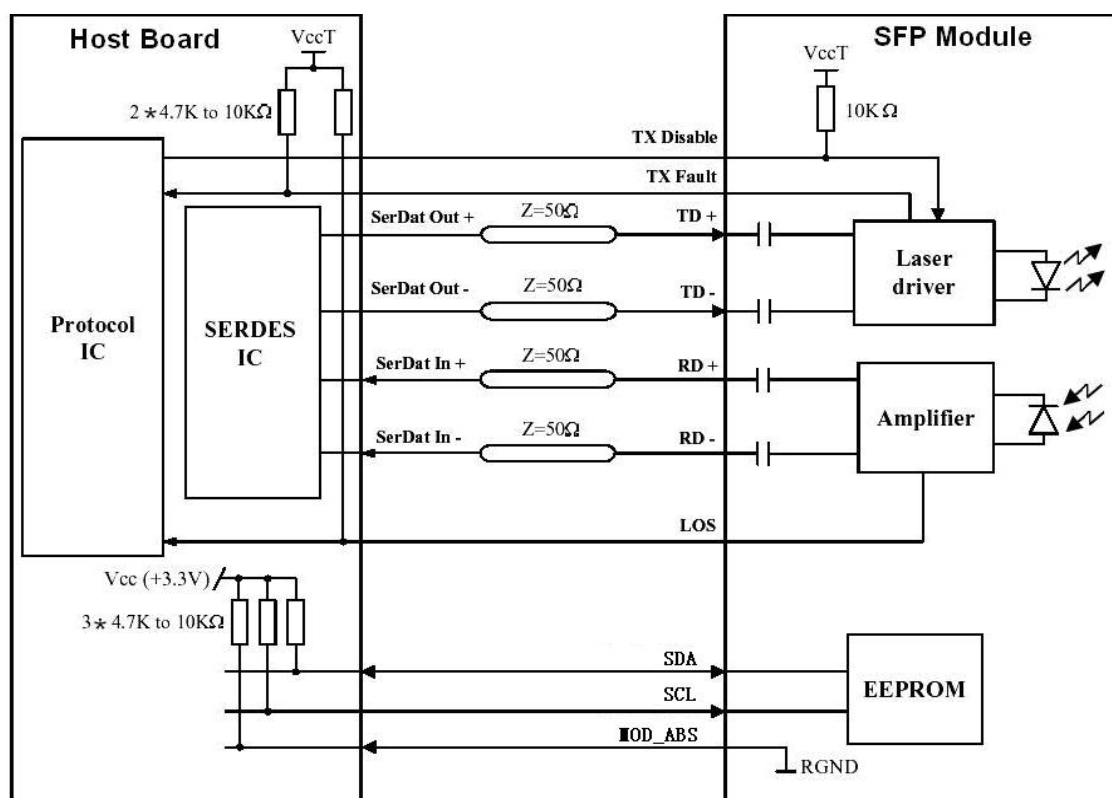 Host Board
SFP Module
VccT
VccT
2*4.7K to 10KΩ
10KΩ
TX Disable
TX Fault
SerDat Out +
Z=50Ω
TD +
Laser
driver
SerDat Out -
Z=50Ω
TD -
Protocol
IC
SERDES
IC
SerDat In +
Z=50Ω
RD +
Amplifier
SerDat In -
Z=50Ω
RD -
LOS
Vcc (+3.3V)
3*4.7K to 10KΩ
SDA
EEPROM
SCL
MOD_ABS
RGND